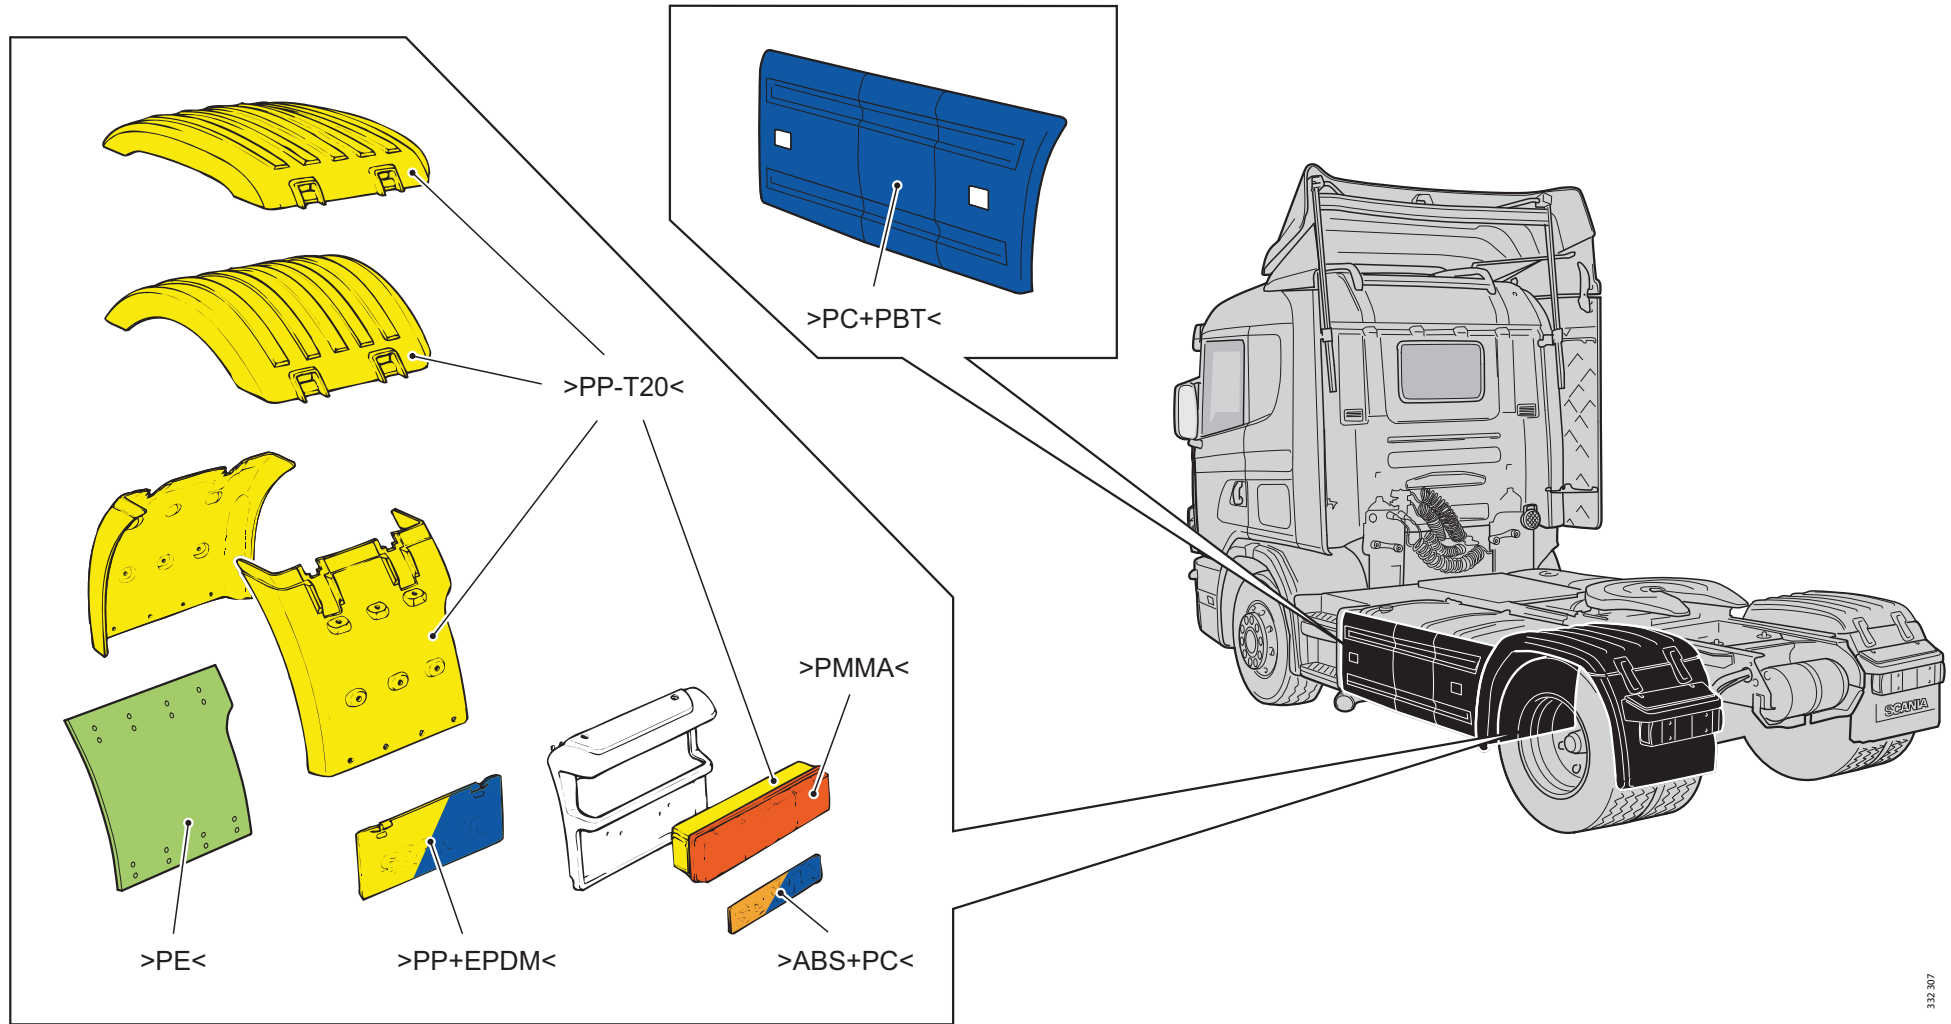 >PC+PBT<
>PP-T20<
>PMMA<
>PE<
>PP+EPDM<
>ABS+PC<
SCANIA
332 307